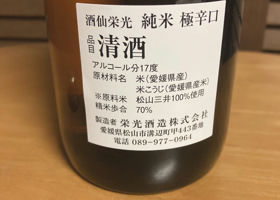 酒仙栄光 純米 極辛口
品目 清酒
アルコール分17度
原材料名 米(愛媛県産)
米こうじ(愛媛県産米)
※原料米 松山三井100%使用
精米歩合 70%
製造者 栄光酒造株式会社
愛媛県松山市溝辺町甲443番地
電話 089-977-0964